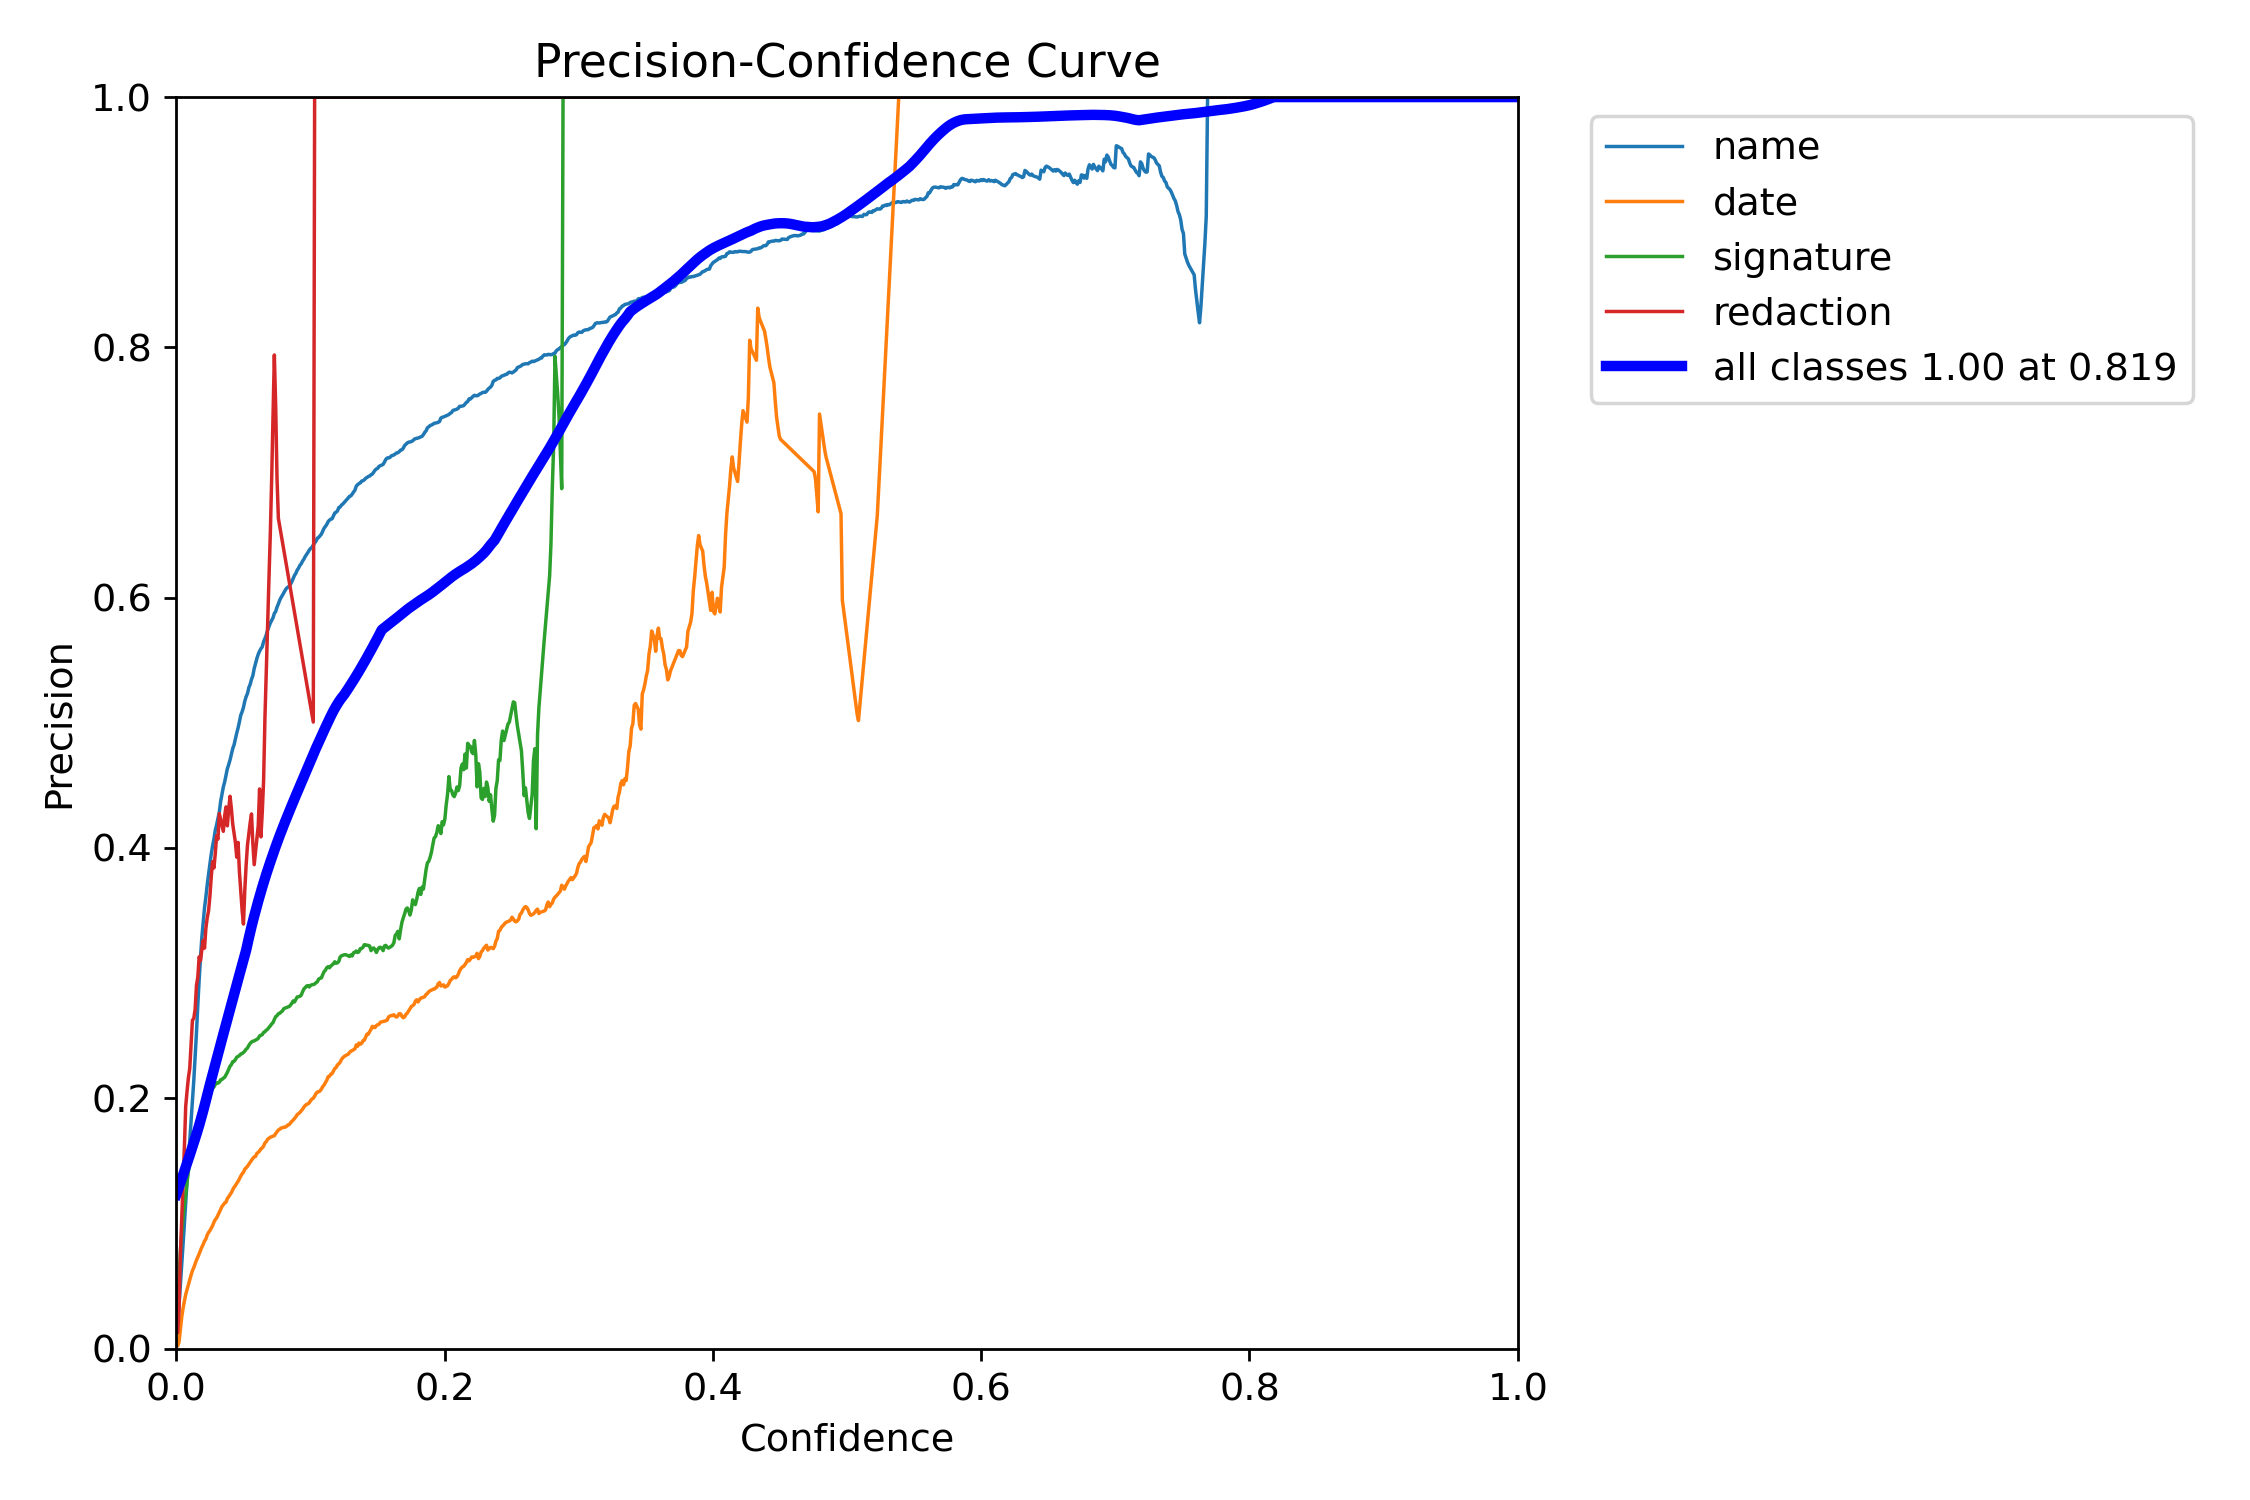 Precision-Confidence Curve
1.0
0.8
0.6
0.4
0.2
0.0
Precision
0.0 0.2 0.4 0.6 0.8 1.0
Confidence
name
date
signature
redaction
all classes 1.00 at 0.819